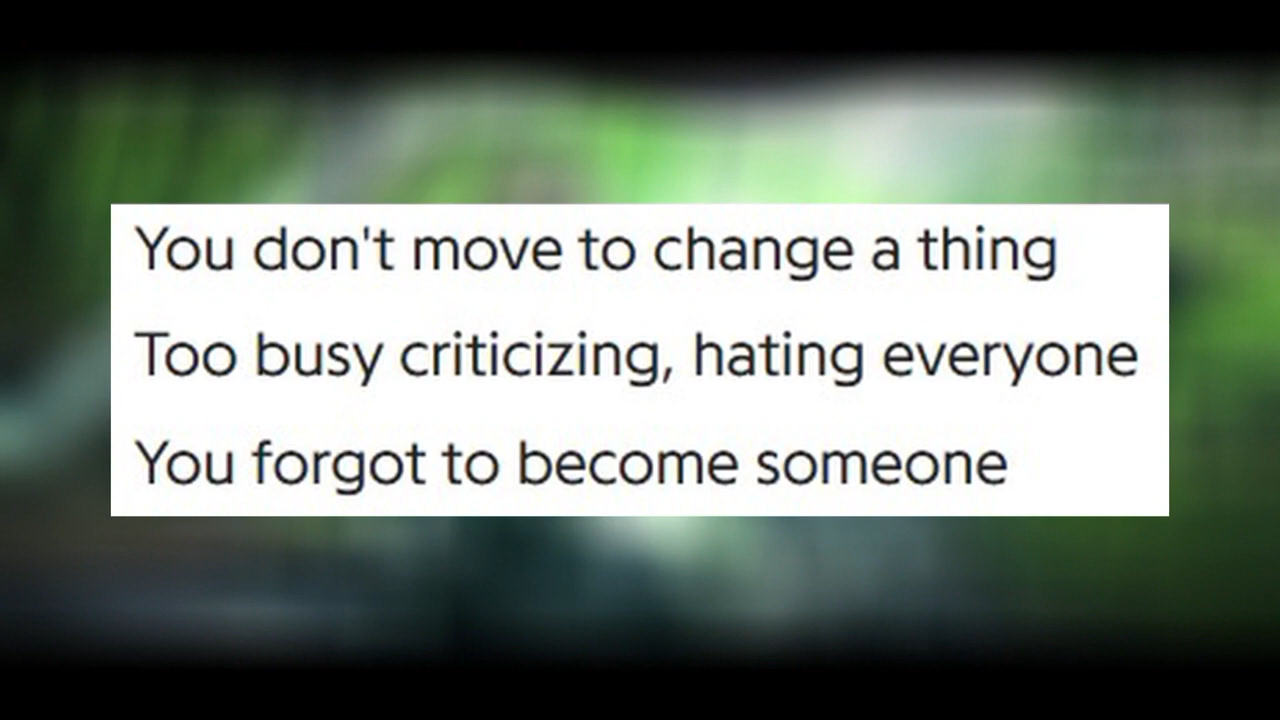 You don't move to change a thing
Too busy criticizing, hating everyone
You forgot to become someone